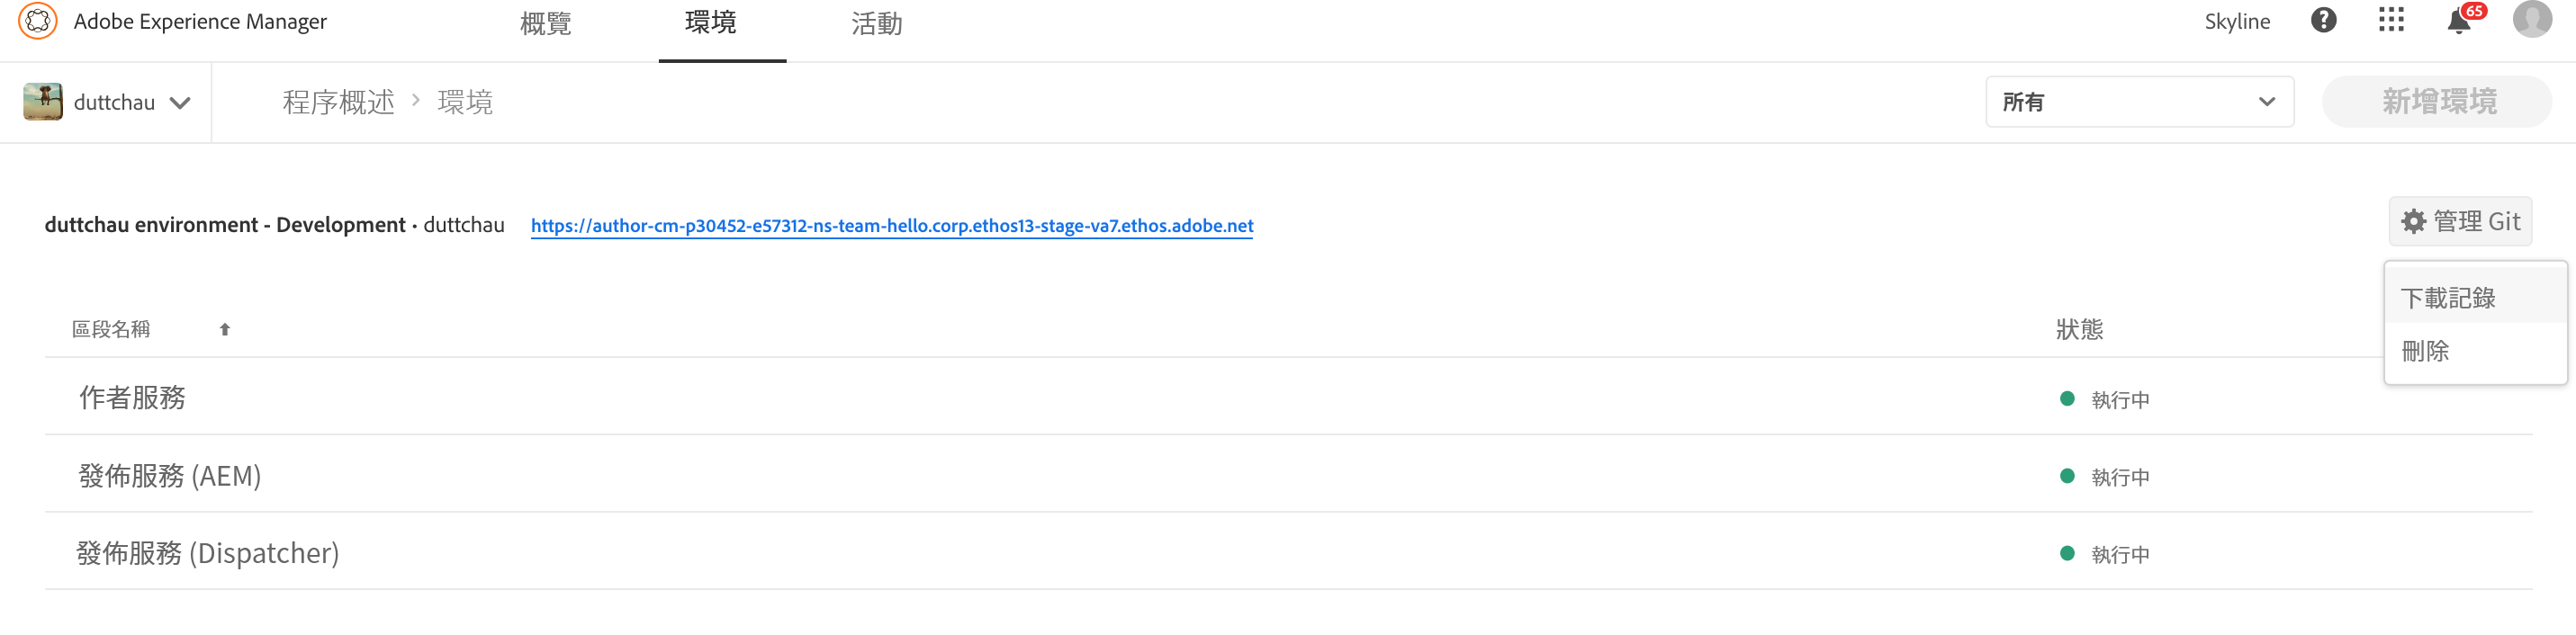 Adobe Experience Manager 概覽 環境 活動 Skyline 65
duttchau 程序概述 環境 所有 新增環境
duttchau environment - Development • duttchau https://author-cm-p30452-e57312-ns-team-hello.corp.ethos13-stage-va7.ethos.adobe.net 管理 Git
下載記錄
區段名稱 狀態
刪除
作者服務 執行中
發佈服務 (AEM) 執行中
發佈服務 (Dispatcher) 執行中